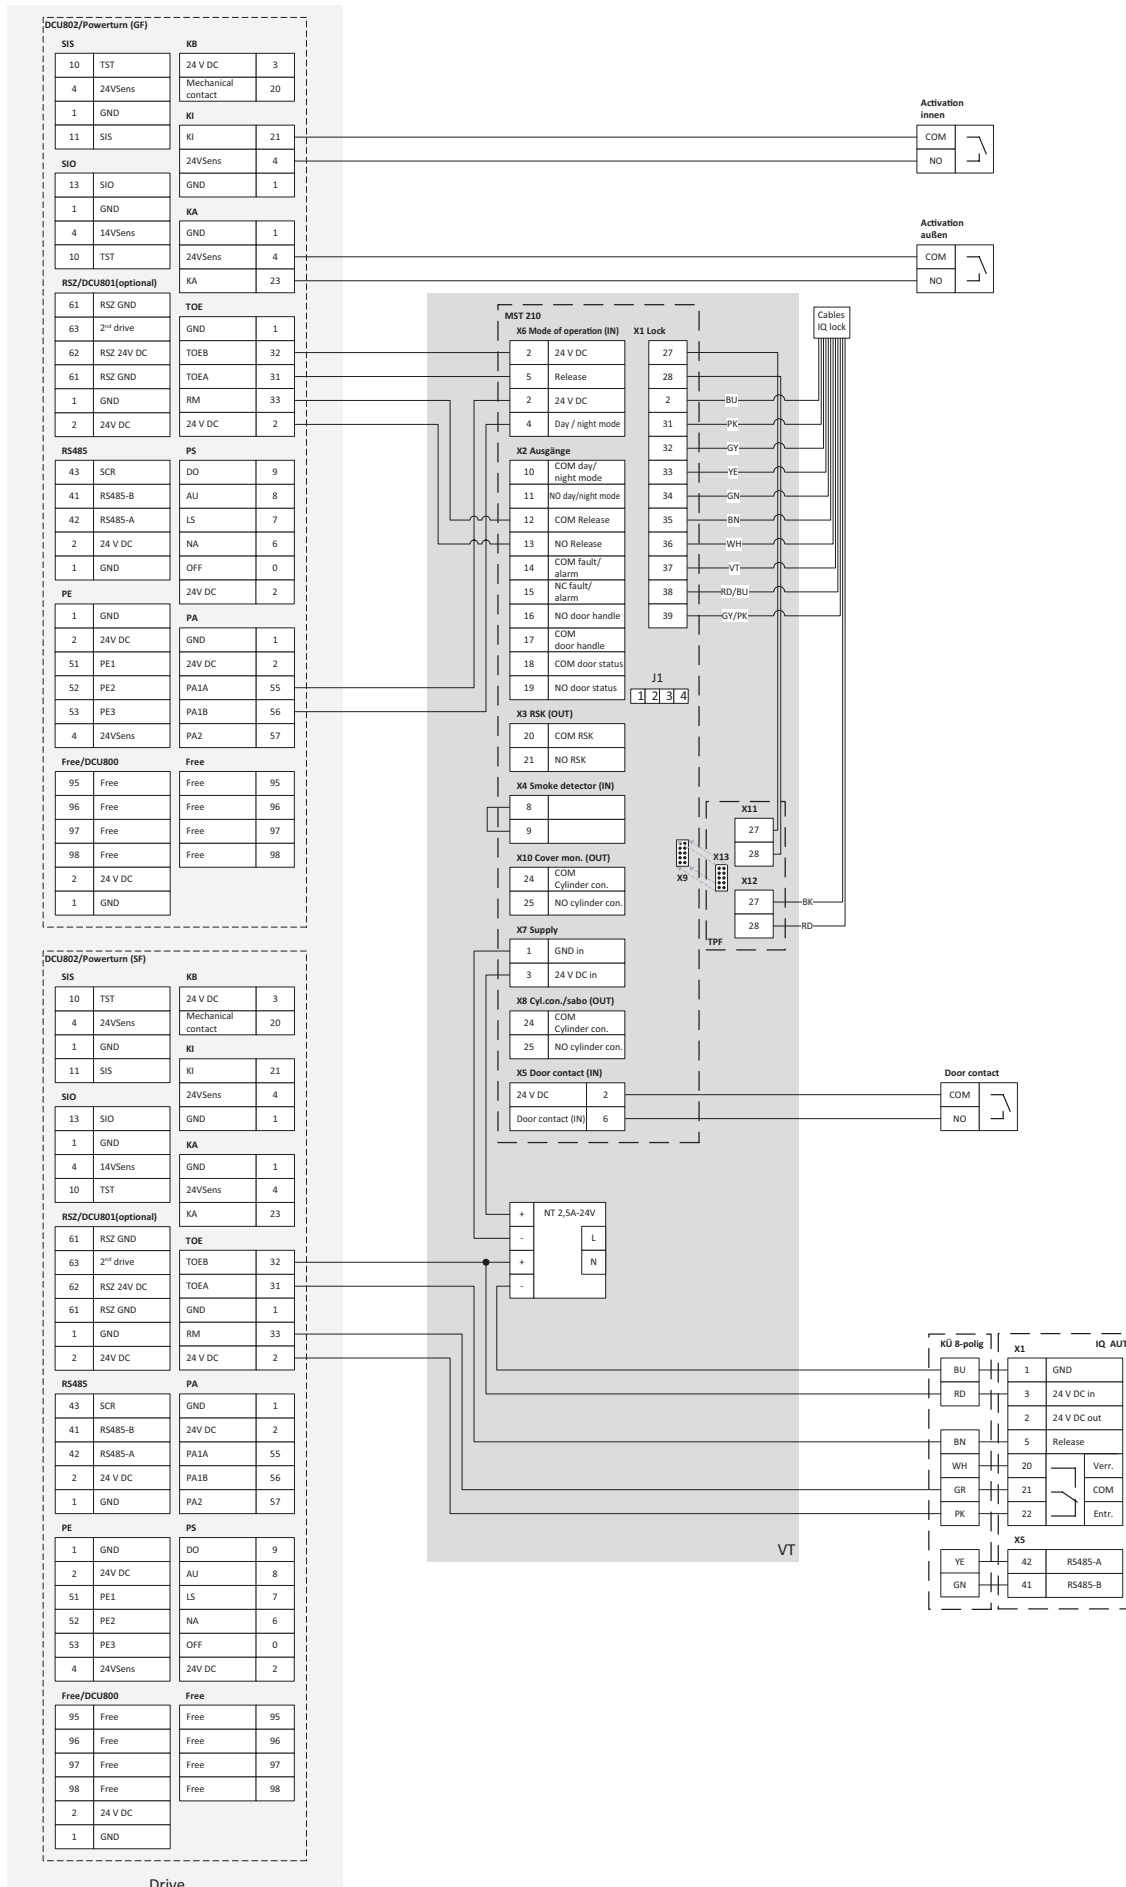 DCU802/Powerturn (GF)
SIS
10 TST
4 24VSens
1 GND
11 SIS
SIO
13 SIO
1 GND
4 14VSens
10 TST
RSZ/DCU801(optional)
61 RSZ GND
63 2nd drive
62 RSZ 24V DC
61 RSZ GND
1 GND
2 24V DC
RS485
43 SCR
41 RS485-B
42 RS485-A
2 24 V DC
1 GND
PE
1 GND
2 24V DC
51 PE1
52 PE2
53 PE3
4 24VSens
Free/DCU800
95 Free
96 Free
97 Free
98 Free
2 24 V DC
1 GND
KB
24 V DC 3
Mechanical
contact 20
KI
KI 21
24VSens 4
GND 1
KA
GND 1
24VSens 4
KA 23
TOE
GND 1
TOEB 32
TOEA 31
RM 33
24 V DC 2
PS
DO 9
AU 8
LS 7
NA 6
OFF 0
24V DC 2
PA
GND 1
24V DC 2
PA1A 55
PA1B 56
PA2 57
Free
Free 95
Free 96
Free 97
Free 98
DCU802/Powerturn (SF)
SIS
10 TST
4 24VSens
1 GND
11 SIS
SIO
13 SIO
1 GND
4 14VSens
10 TST
RSZ/DCU801(optional)
61 RSZ GND
63 2nd drive
62 RSZ 24V DC
61 RSZ GND
1 GND
2 24V DC
RS485
43 SCR
41 RS485-B
42 RS485-A
2 24 V DC
1 GND
PE
1 GND
2 24V DC
51 PE1
52 PE2
53 PE3
4 24VSens
Free/DCU800
95 Free
96 Free
97 Free
98 Free
2 24 V DC
1 GND
KB
24 V DC 3
Mechanical
contact 20
KI
KI 21
24VSens 4
GND 1
KA
GND 1
24VSens 4
KA 23
TOE
TOEB 32
TOEA 31
GND 1
RM 33
24 V DC 2
PA
GND 1
24V DC 2
PA1A 55
PA1B 56
PA2 57
PS
DO 9
AU 8
LS 7
NA 6
OFF 0
24V DC 2
Free
Free 95
Free 96
Free 97
Free 98
Drive
MST 210
X6 Mode of operation (IN)
2 24 V DC
5 Release
2 24 V DC
4 Day / night mode
X2 Ausgänge
10 COM day/
night mode
11 NO day/night mode
12 COM Release
13 NO Release
14 COM fault/
alarm
15 NC fault/
alarm
16 NO door handle
17 COM
door handle
18 COM door status
19 NO door status
X3 RSK (OUT)
20 COM RSK
21 NO RSK
X4 Smoke detector (IN)
8
9
X10 Cover mon. (OUT)
24 COM
Cylinder con.
25 NO cylinder con.
X7 Supply
1 GND in
3 24 V DC in
X8 Cyl.con./sabo (OUT)
24 COM
Cylinder con.
25 NO cylinder con.
X5 Door contact (IN)
24 V DC 2
Door contact (IN) 6
X1 Lock
27
28
2 BU
31 PK
32 GY
33 YE
34 GN
35 BN
36 WH
37 VT
38 RD/BU
39 GY/PK
J1
1 2 3 4
X9
X13
X11
27
28
X12
27 BK
28 RD
TPF
+ NT 2,5A-24V
- L
+ N
-
VT
Cables
IQ lock
Activation
innen
COM
NO
Activation
außen
COM
NO
Door contact
COM
NO
KÜ 8-polig
BU
RD
BN
WH
GR
PK
YE
GN
IQ AUT
X1
1 GND
3 24 V DC in
2 24 V DC out
5 Release
20 Verr.
21 COM
22 Entr.
X5
42 RS485-A
41 RS485-B